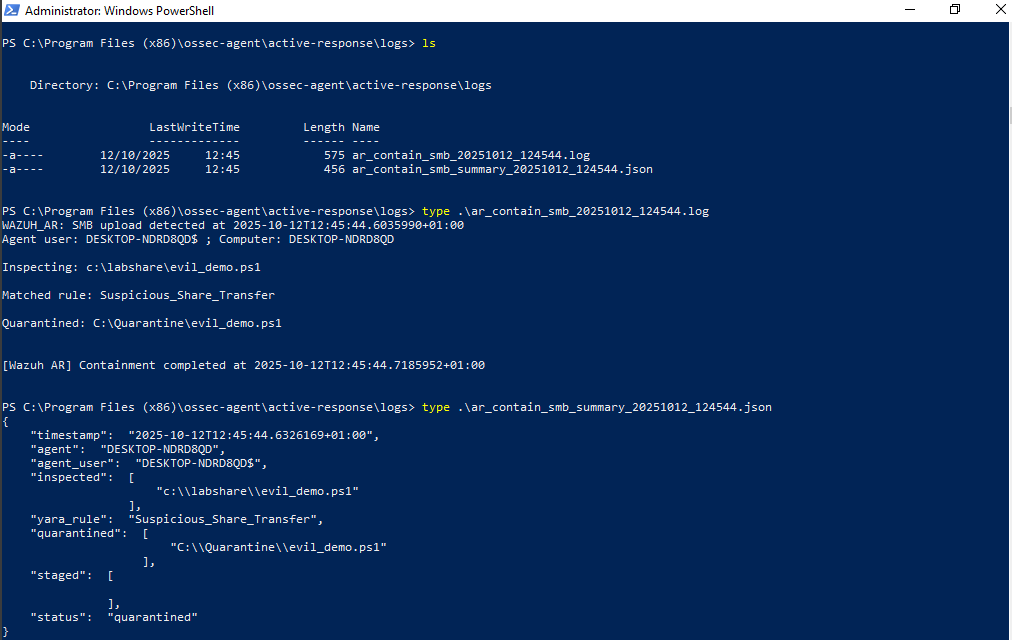 Administrator: Windows PowerShell
PS C:\Program Files (x86)\ossec-agent\active-response\logs> ls
    Directory: C:\Program Files (x86)\ossec-agent\active-response\logs
Mode                 LastWriteTime         Length Name
----                 -------------         ------ ----
-a----        12/10/2025     12:45            575 ar_contain_smb_20251012_124544.log
-a----        12/10/2025     12:45            456 ar_contain_smb_summary_20251012_124544.json
PS C:\Program Files (x86)\ossec-agent\active-response\logs> type .\ar_contain_smb_20251012_124544.log
WAZUH_AR: SMB upload detected at 2025-10-12T12:45:44.6035990+01:00
Agent user: DESKTOP-NDRD8QD$ ; Computer: DESKTOP-NDRD8QD
Inspecting: c:\labshare\evil_demo.ps1
Matched rule: Suspicious_Share_Transfer
Quarantined: C:\Quarantine\evil_demo.ps1
[Wazuh AR] Containment completed at 2025-10-12T12:45:44.7185952+01:00
PS C:\Program Files (x86)\ossec-agent\active-response\logs> type .\ar_contain_smb_summary_20251012_124544.json
{
    "timestamp":  "2025-10-12T12:45:44.6326169+01:00",
    "agent":  "DESKTOP-NDRD8QD",
    "agent_user":  "DESKTOP-NDRD8QD$",
    "inspected":  [
                      "c:\\labshare\\evil_demo.ps1"
                  ],
    "yara_rule":  "Suspicious_Share_Transfer",
    "quarantined":  [
                        "C:\\Quarantine\\evil_demo.ps1"
                    ],
    "staged":  [
               ],
    "status":  "quarantined"
}